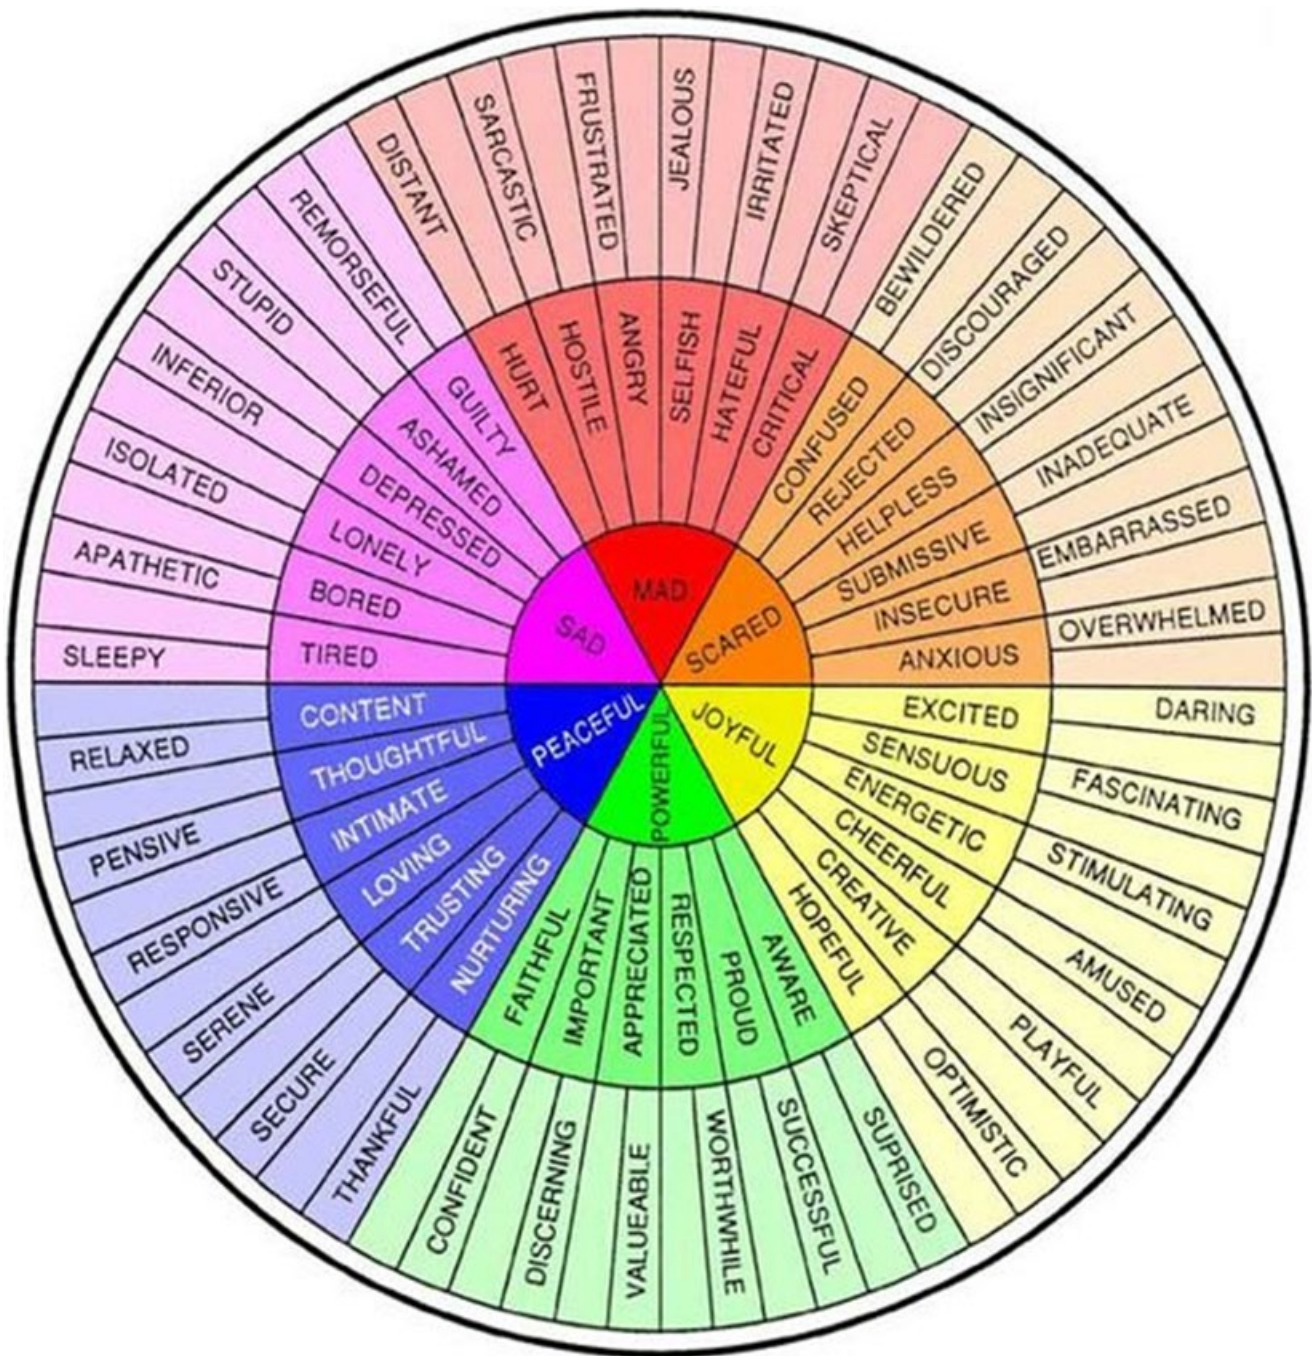 MAD
SCARED
JOYFUL
POWERFUL
PEACEFUL
SAD
HURT
HOSTILE
ANGRY
SELFISH
HATEFUL
CRITICAL
CONFUSED
REJECTED
HELPLESS
SUBMISSIVE
INSECURE
ANXIOUS
EXCITED
SENSUOUS
ENERGETIC
CHEERFUL
CREATIVE
HOPEFUL
AWARE
PROUD
RESPECTED
APPRECIATED
IMPORTANT
FAITHFUL
NURTURING
TRUSTING
LOVING
INTIMATE
THOUGHTFUL
CONTENT
TIRED
BORED
LONELY
DEPRESSED
ASHAMED
GUILTY
DISTANT
SARCASTIC
FRUSTRATED
JEALOUS
IRRITATED
SKEPTICAL
BEWILDERED
DISCOURAGED
INSIGNIFICANT
INADEQUATE
EMBARRASSED
OVERWHELMED
DARING
FASCINATING
STIMULATING
AMUSED
PLAYFUL
OPTIMISTIC
SUPRISED
SUCCESSFUL
WORTHWHILE
VALUEABLE
DISCERNING
CONFIDENT
THANKFUL
SECURE
SERENE
RESPONSIVE
PENSIVE
RELAXED
SLEEPY
APATHETIC
ISOLATED
INFERIOR
STUPID
REMORSEFUL